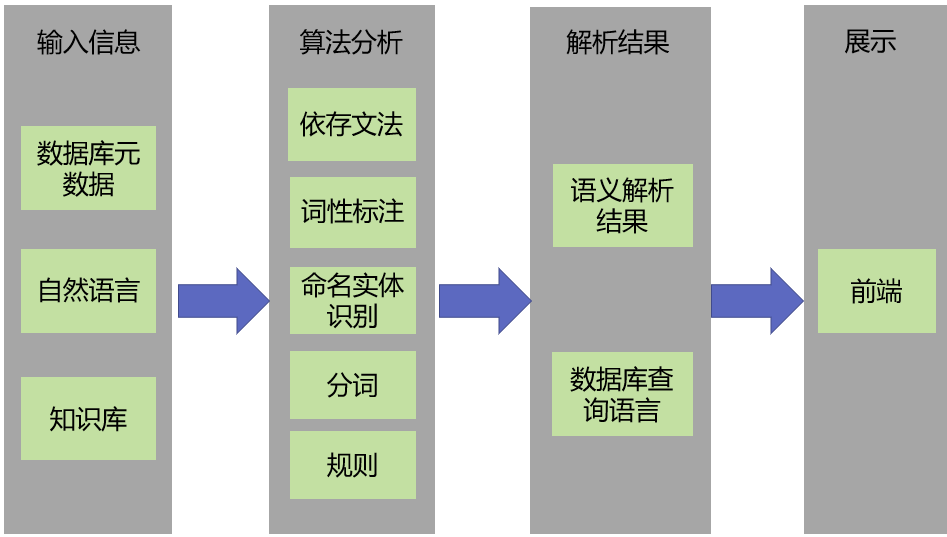 输入信息
数据库元
数据
自然语言
知识库
算法分析
依存文法
词性标注
命名实体
识别
分词
规则
解析结果
语义解析
结果
数据库查
询语言
展示
前端